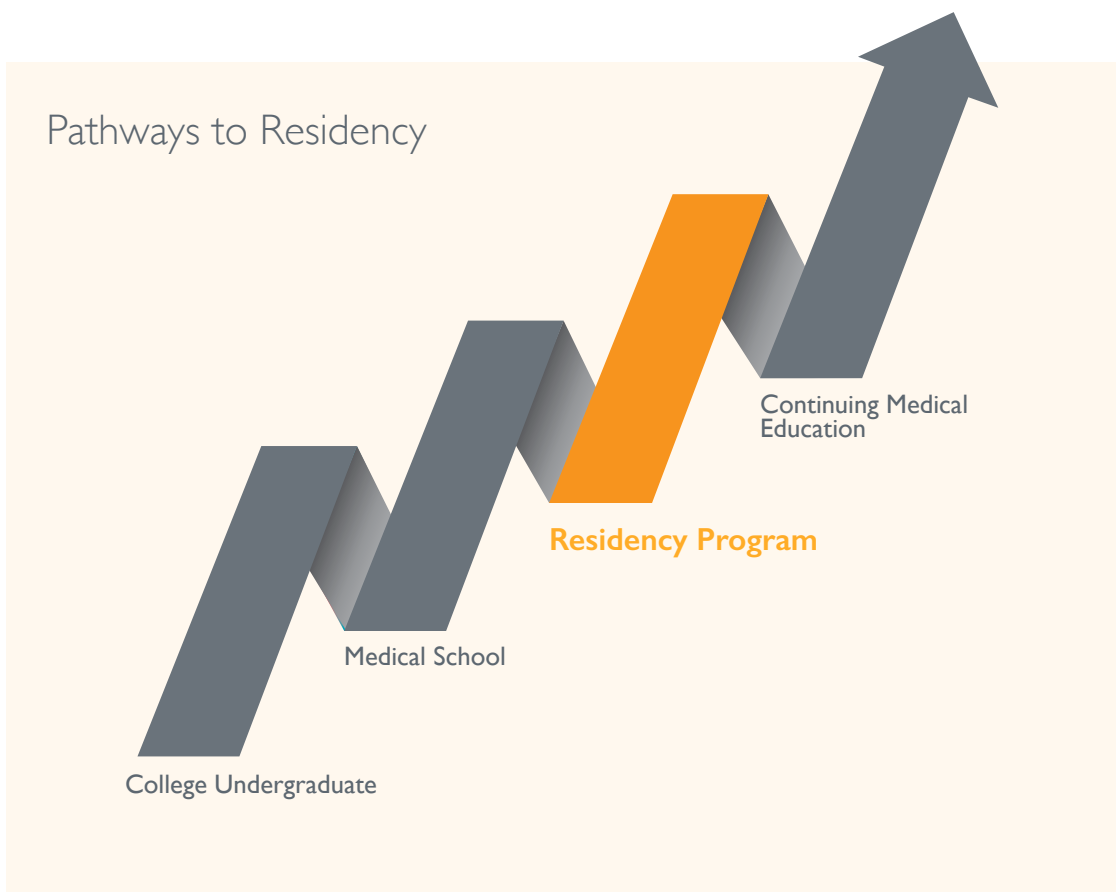 Pathways to Residency
Continuing Medical
Education
Residency Program
Medical School
College Undergraduate